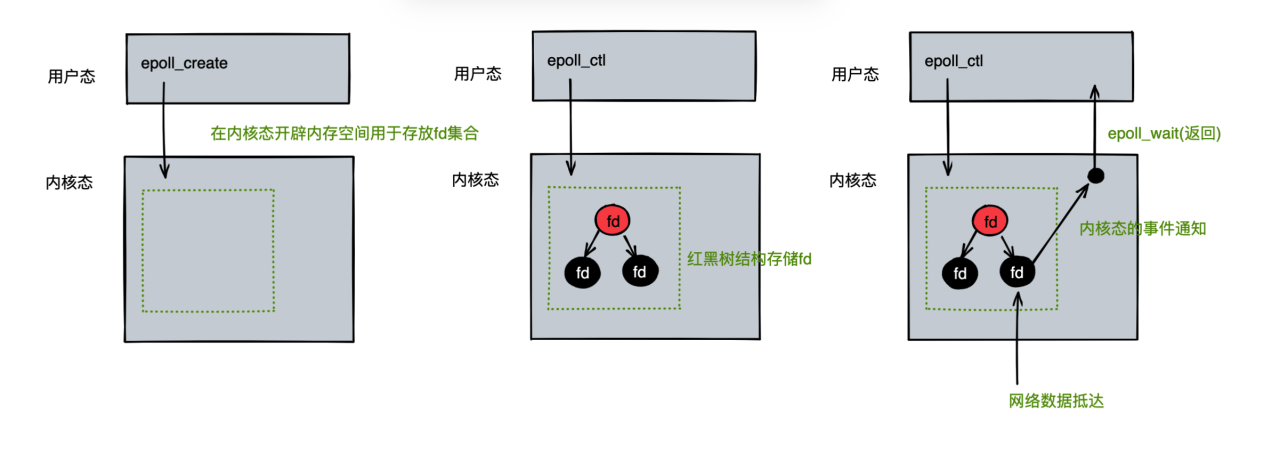 用户态
epoll_create
在内核态开辟内存空间用于存放fd集合
内核态
用户态
epoll_ctl
内核态
fd
fd
fd
红黑树结构存储fd
用户态
epoll_ctl
epoll_wait(返回)
内核态
fd
fd
fd
内核态的事件通知
网络数据抵达